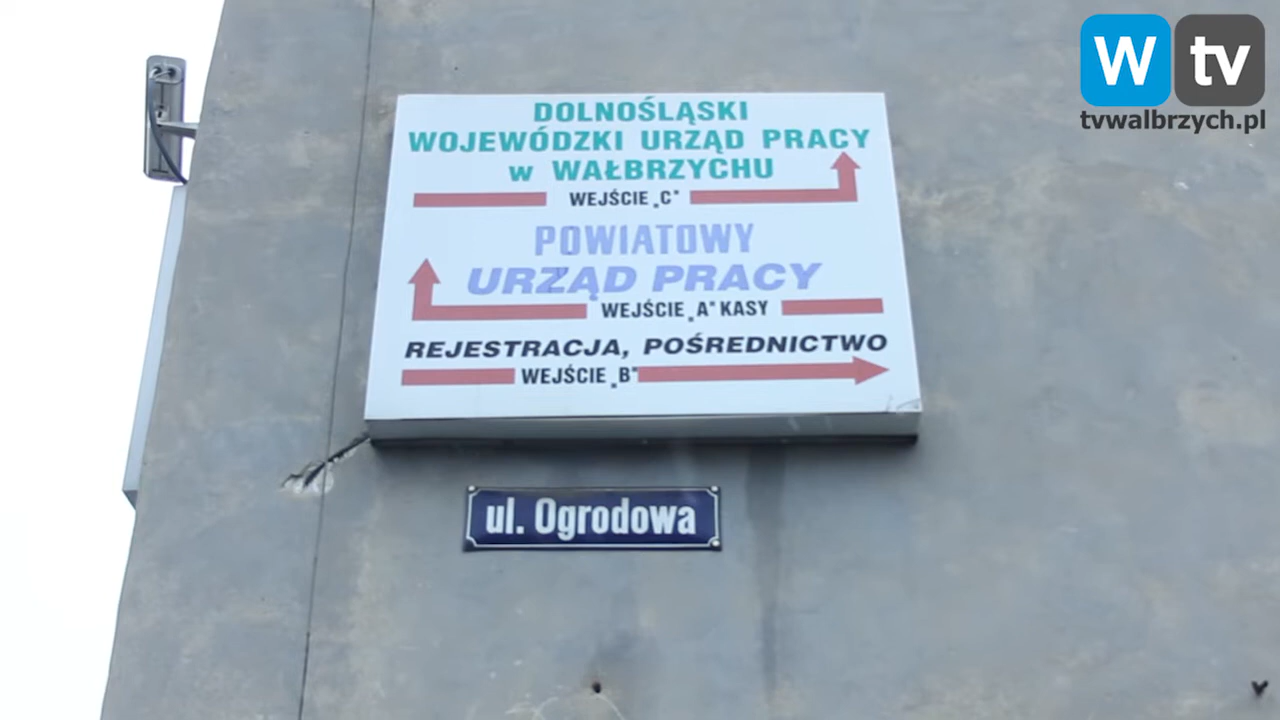 W tv
tvwalbrzych.pl
DOLNOŚLĄSKI
WOJEWÓDZKI URZĄD PRACY
w WAŁBRZYCHU
WEJŚCIE „C"
POWIATOWY
URZĄD PRACY
WEJŚCIE „A" KASY
REJESTRACJA, POŚREDNICTWO
WEJŚCIE „B"
ul. Ogrodowa